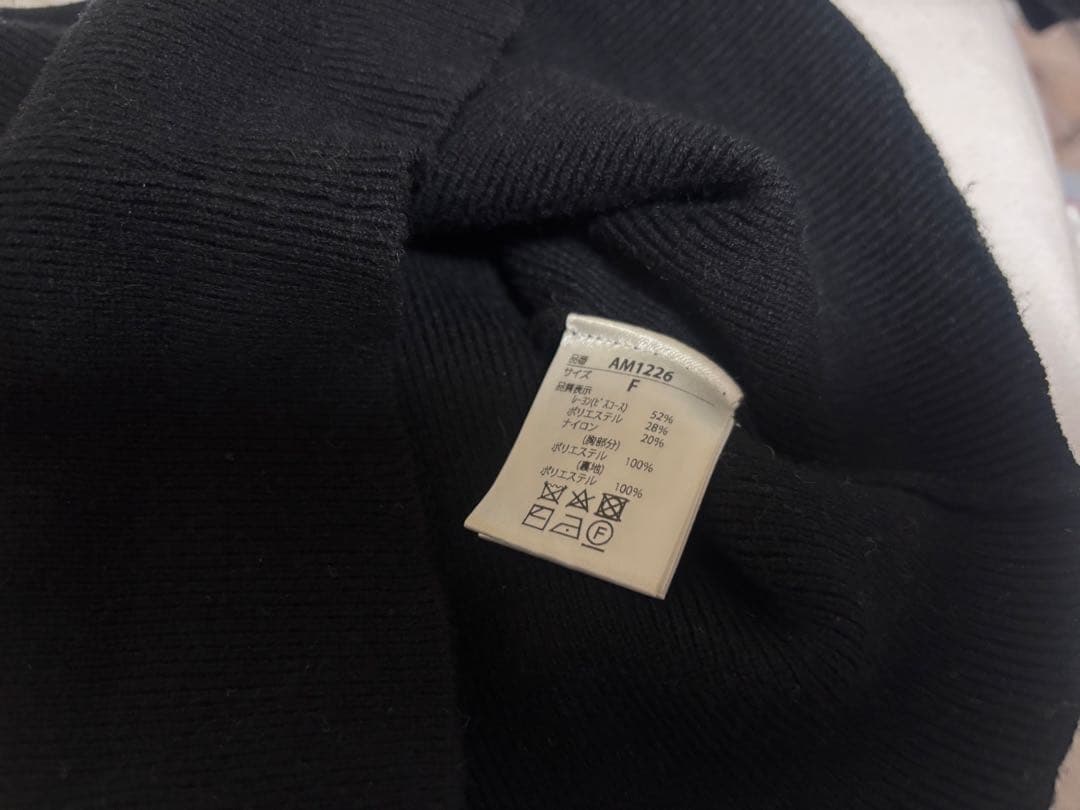 品番 AM1226
サイズ F
品質表示
レーヨン(ビスコース) 52%
ポリエステル 28%
ナイロン 20%
(胸部分)
ポリエステル 100%
(裏地)
ポリエステル 100%
F